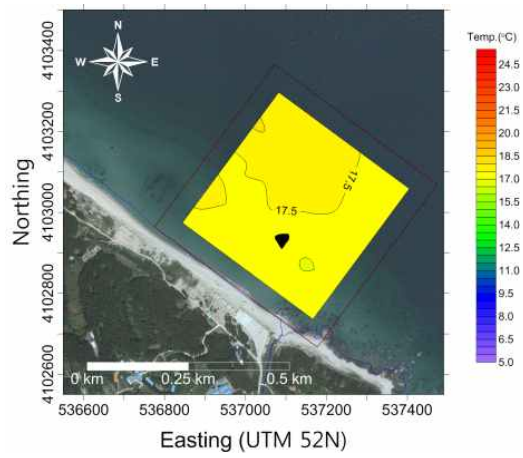 4103400
4103200
4103000
4102800
4102600
Northing
N
W
E
S
17.5
17.5
0 km
0.25 km
0.5 km
536600
536800
537000
537200
537400
Easting (UTM 52N)
Temp.(°C)
24.5
23.0
21.5
20.0
18.5
17.0
15.5
14.0
12.5
11.0
9.5
8.0
6.5
5.0